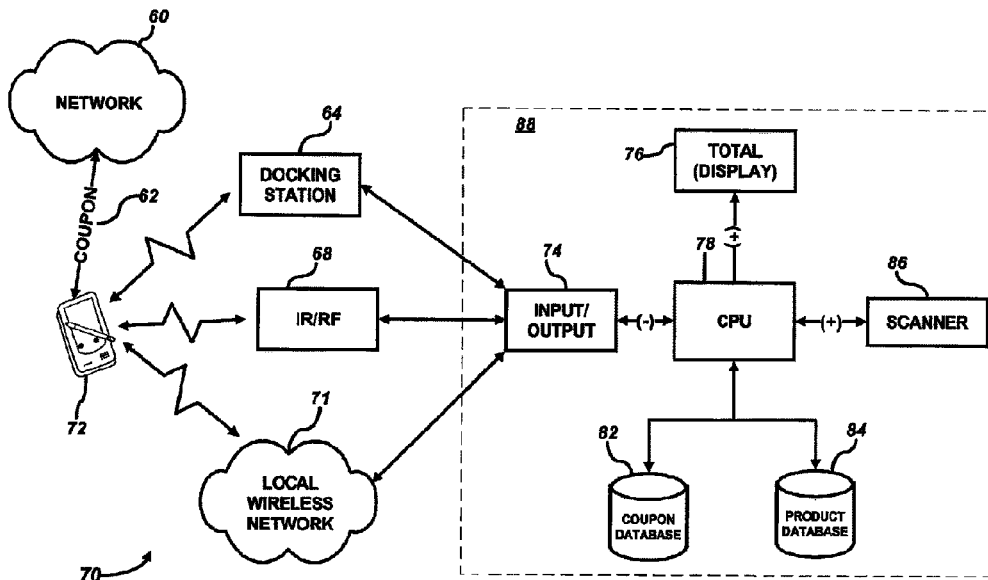 60
NETWORK
COUPON
62
64
DOCKING
STATION
88
76
TOTAL
(DISPLAY)
(+)
68
IR/RF
74
INPUT/
OUTPUT
(-)
78
CPU
(+)
86
SCANNER
72
71
LOCAL
WIRELESS
NETWORK
82
COUPON
DATABASE
84
PRODUCT
DATABASE
70